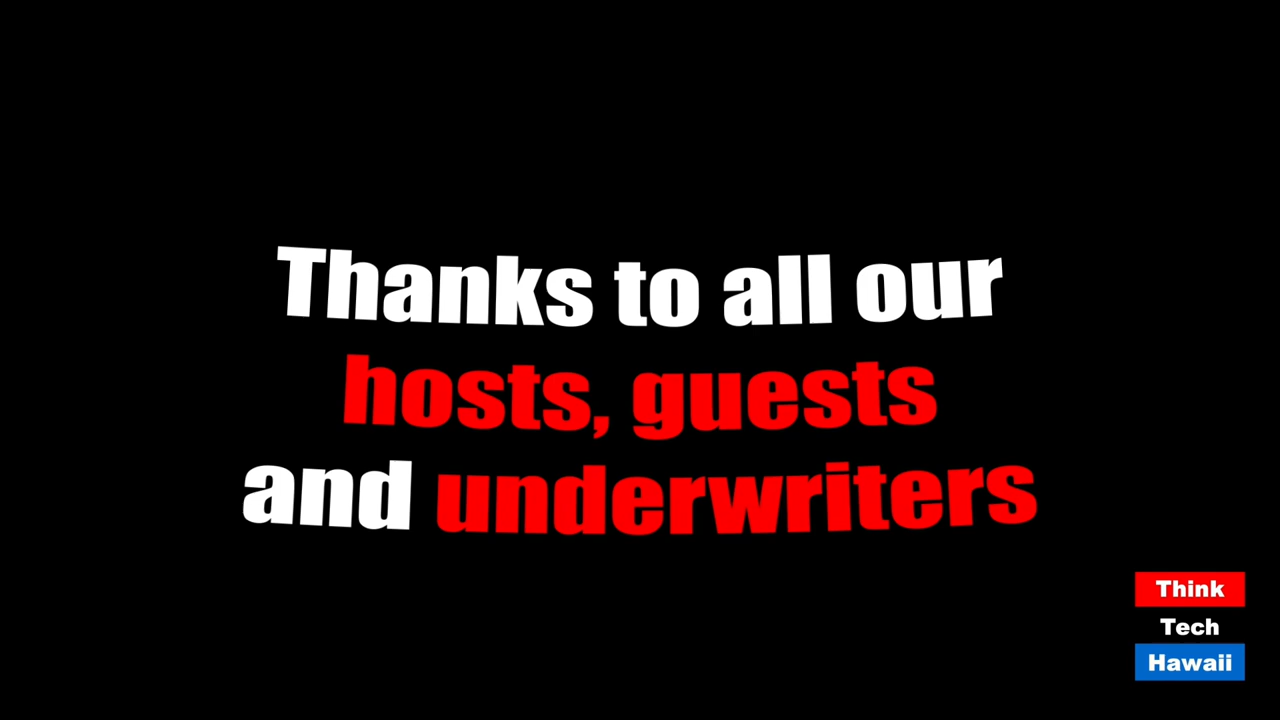 Thanks to all our
hosts, guests
and underwriters
Think
Tech
Hawaii